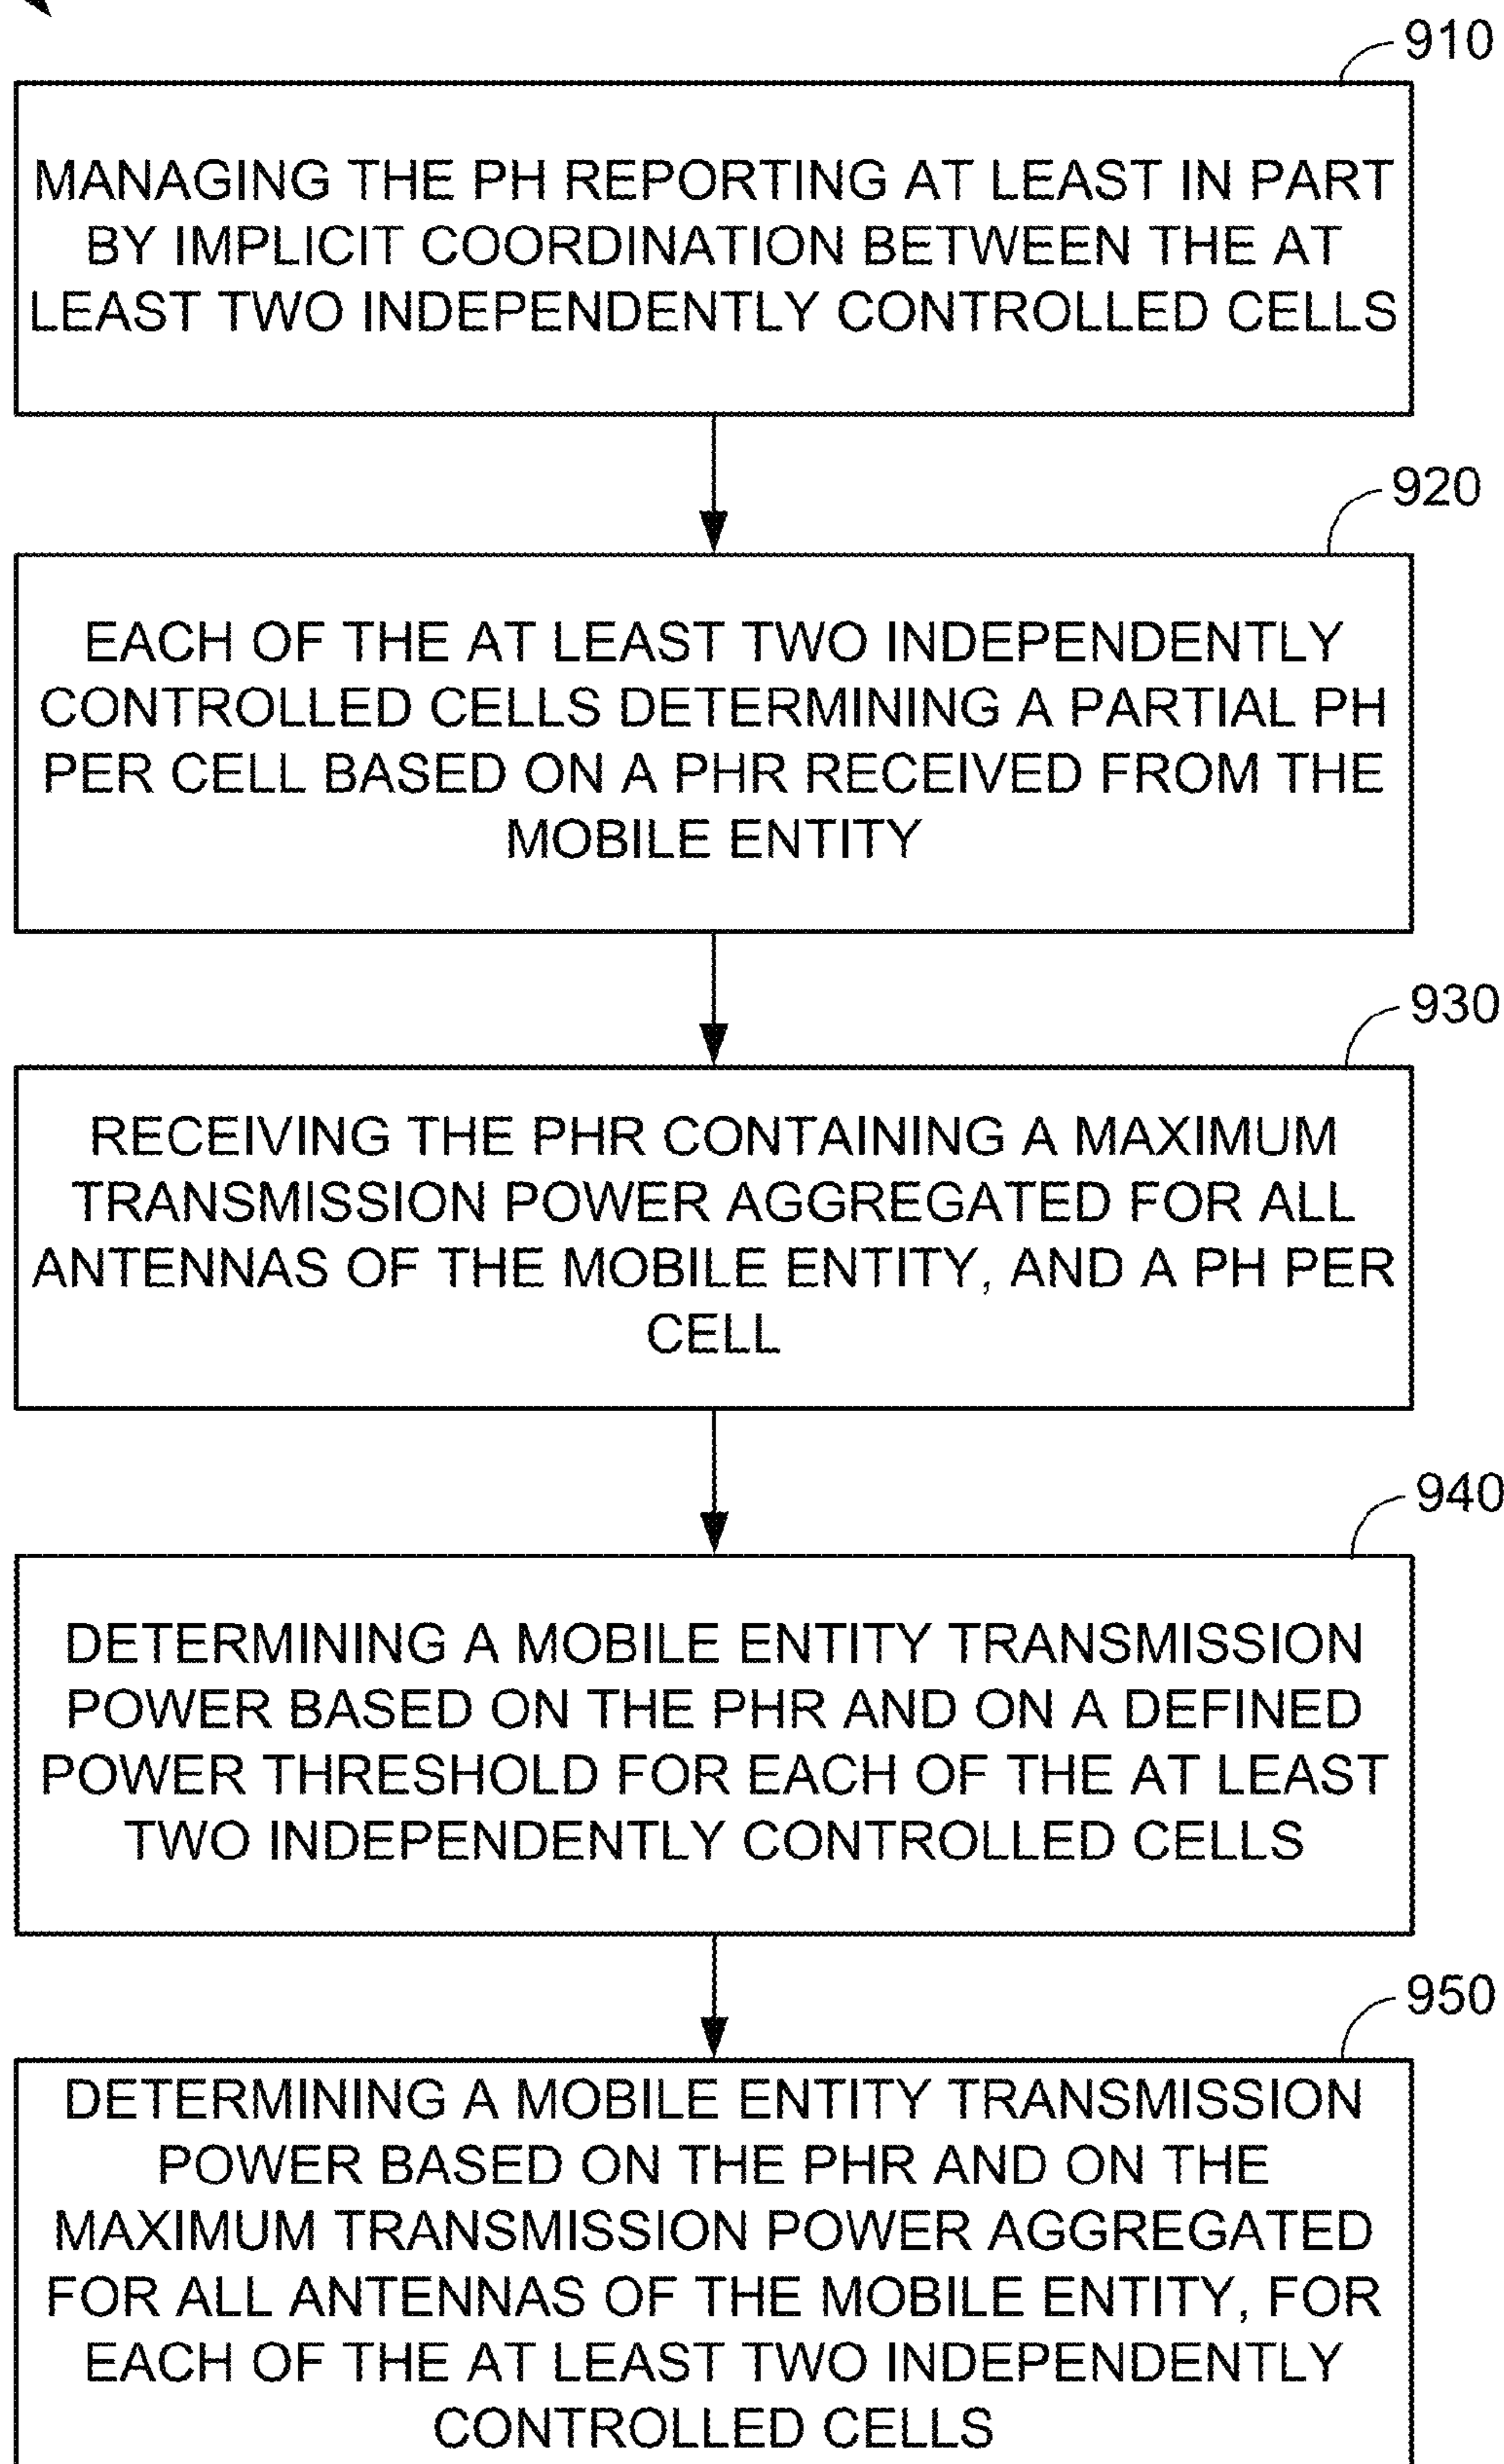 910
MANAGING THE PH REPORTING AT LEAST IN PART
BY IMPLICIT COORDINATION BETWEEN THE AT
LEAST TWO INDEPENDENTLY CONTROLLED CELLS
920
EACH OF THE AT LEAST TWO INDEPENDENTLY
CONTROLLED CELLS DETERMINING A PARTIAL PH
PER CELL BASED ON A PHR RECEIVED FROM THE
MOBILE ENTITY
930
RECEIVING THE PHR CONTAINING A MAXIMUM
TRANSMISSION POWER AGGREGATED FOR ALL
ANTENNAS OF THE MOBILE ENTITY, AND A PH PER
CELL
940
DETERMINING A MOBILE ENTITY TRANSMISSION
POWER BASED ON THE PHR AND ON A DEFINED
POWER THRESHOLD FOR EACH OF THE AT LEAST
TWO INDEPENDENTLY CONTROLLED CELLS
950
DETERMINING A MOBILE ENTITY TRANSMISSION
POWER BASED ON THE PHR AND ON THE
MAXIMUM TRANSMISSION POWER AGGREGATED
FOR ALL ANTENNAS OF THE MOBILE ENTITY, FOR
EACH OF THE AT LEAST TWO INDEPENDENTLY
CONTROLLED CELLS